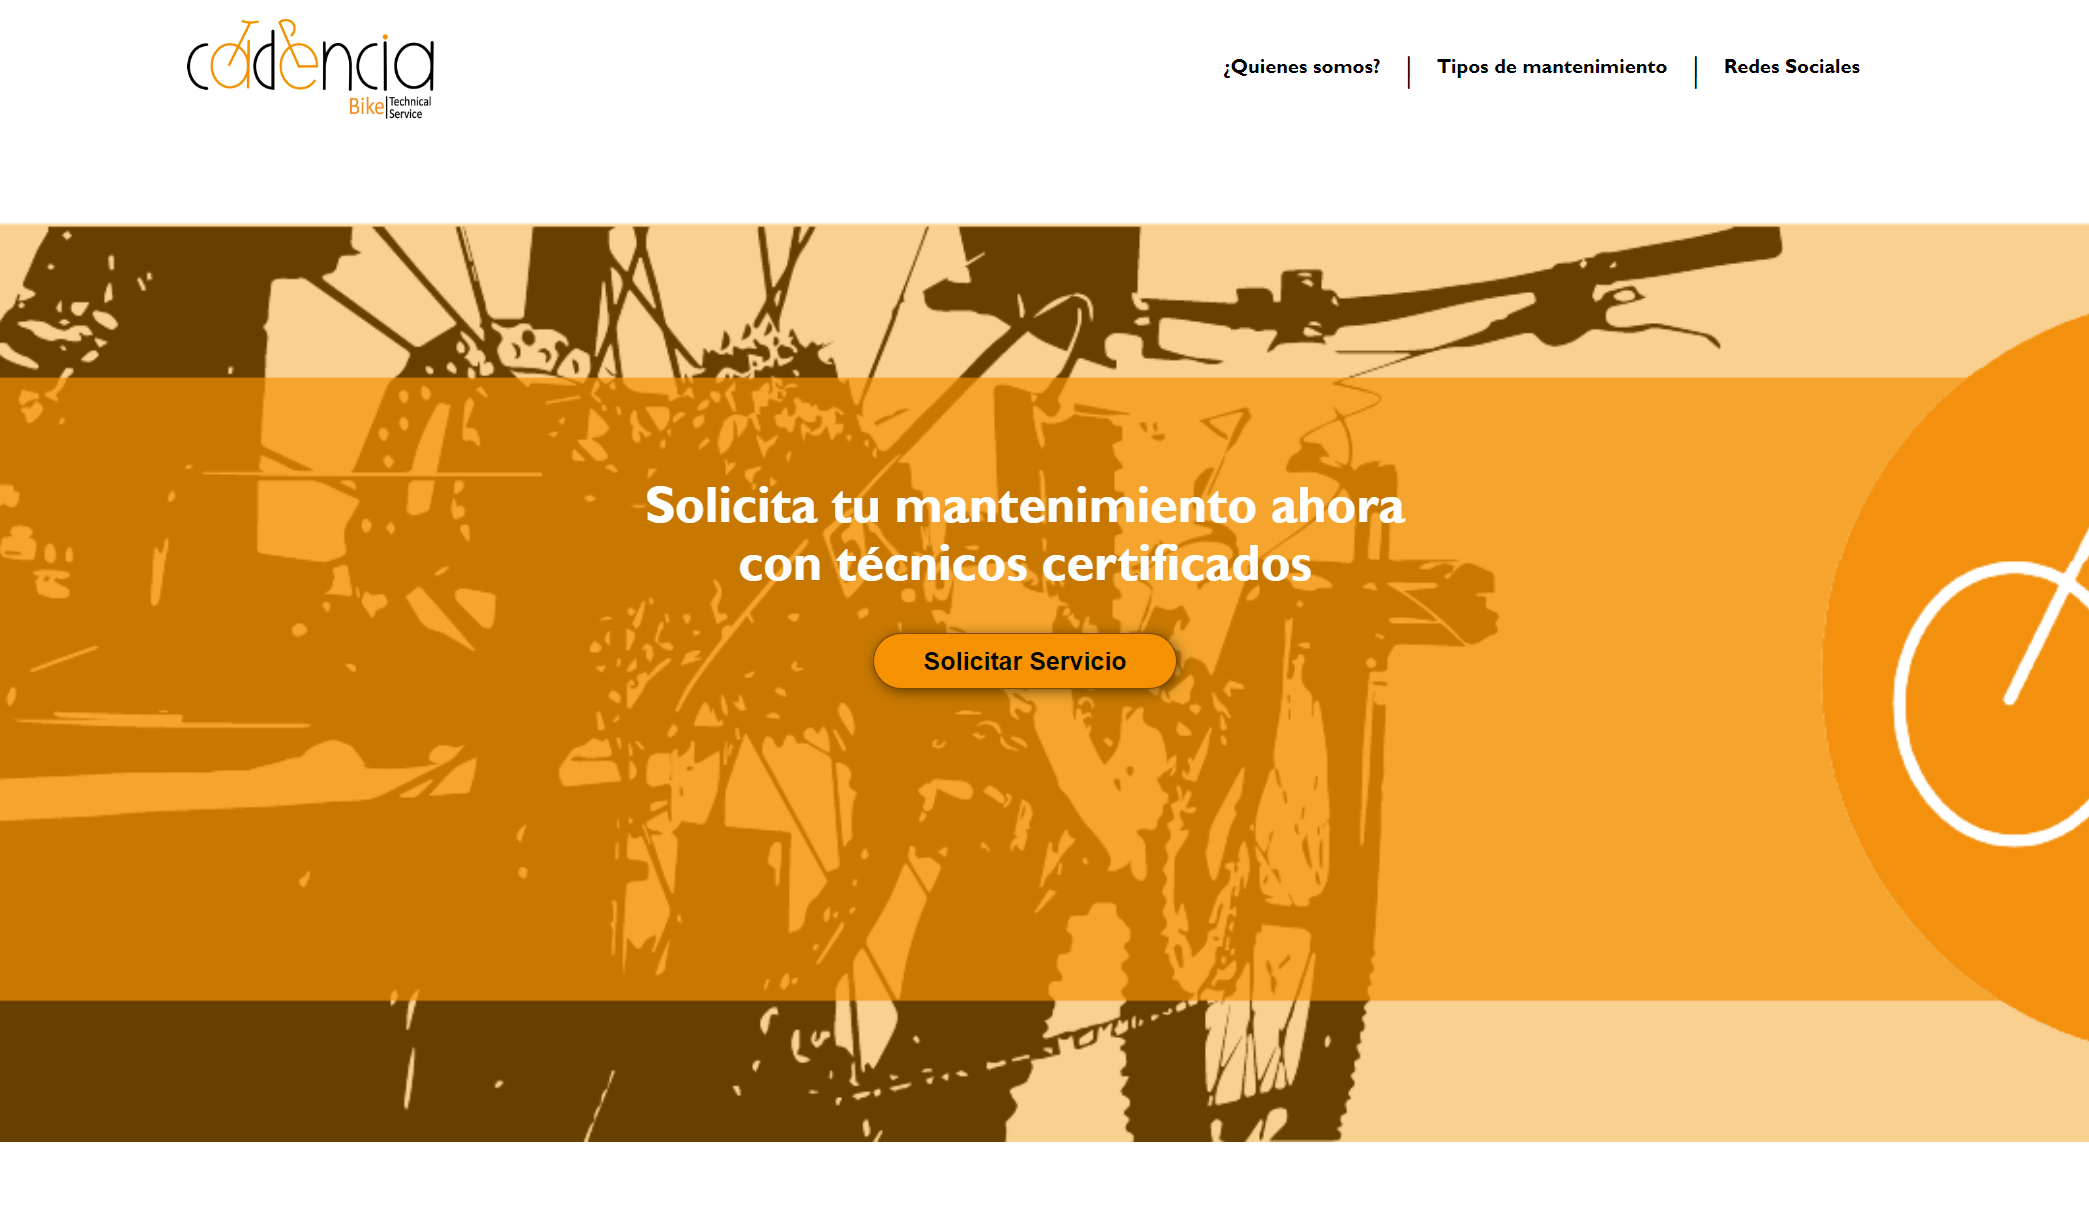 cadencia
Bike|Technical
Service
¿Quienes somos? | Tipos de mantenimiento | Redes Sociales
Solicita tu mantenimiento ahora
con técnicos certificados
Solicitar Servicio